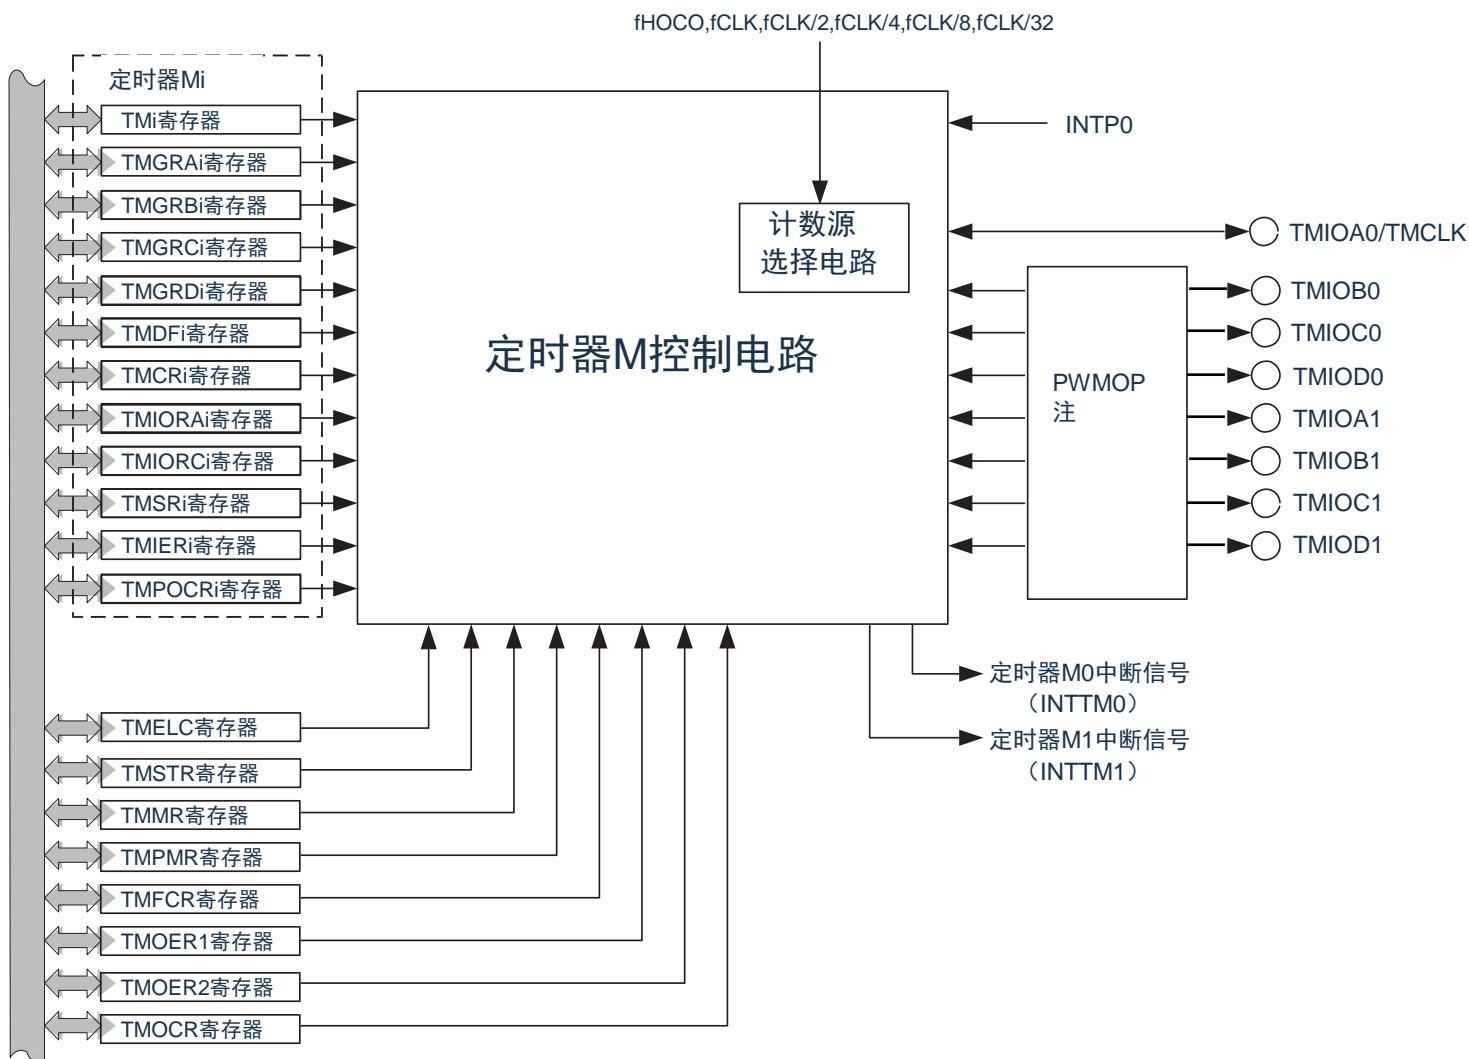 fHOCO,fCLK,fCLK/2,fCLK/4,fCLK/8,fCLK/32
定时器Mi
TMi寄存器
TMGRAi寄存器
TMGRBi寄存器
TMGRCi寄存器
TMGRDi寄存器
TMDFi寄存器
TMCRi寄存器
TMIORAi寄存器
TMIORCi寄存器
TMSRi寄存器
TMIERi寄存器
TMPOCRi寄存器
计数源
选择电路
定时器M控制电路
INTP0
TMIOA0/TMCLK
PWMOP
注
TMIOB0
TMIOC0
TMIOD0
TMIOA1
TMIOB1
TMIOC1
TMIOD1
定时器M0中断信号
（INTTM0）
定时器M1中断信号
（INTTM1）
TMELC寄存器
TMSTR寄存器
TMMR寄存器
TMPMR寄存器
TMFCR寄存器
TMOER1寄存器
TMOER2寄存器
TMOCR寄存器